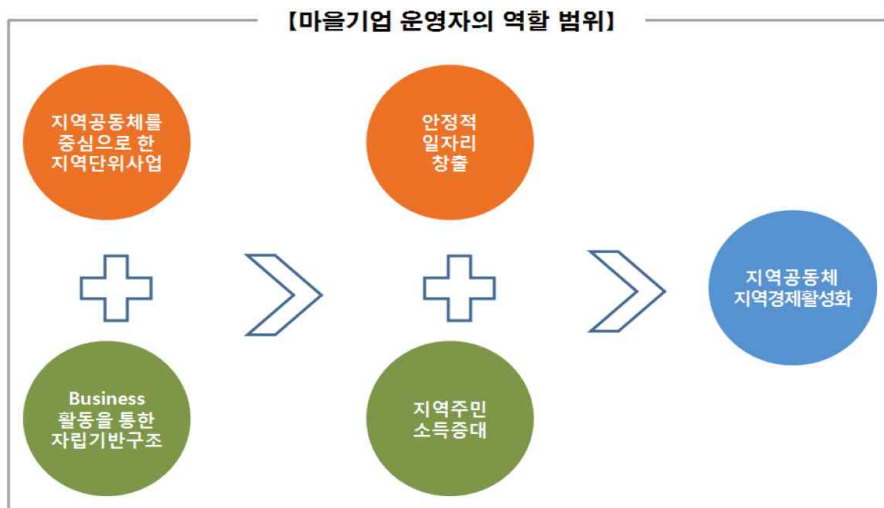 【마을기업 운영자의 역할 범위】
지역공동체를
중심으로 한
지역단위사업
안정적
일자리
창출
지역공동체
지역경제활성화
Business
활동을 통한
자립기반구조
지역주민
소득증대